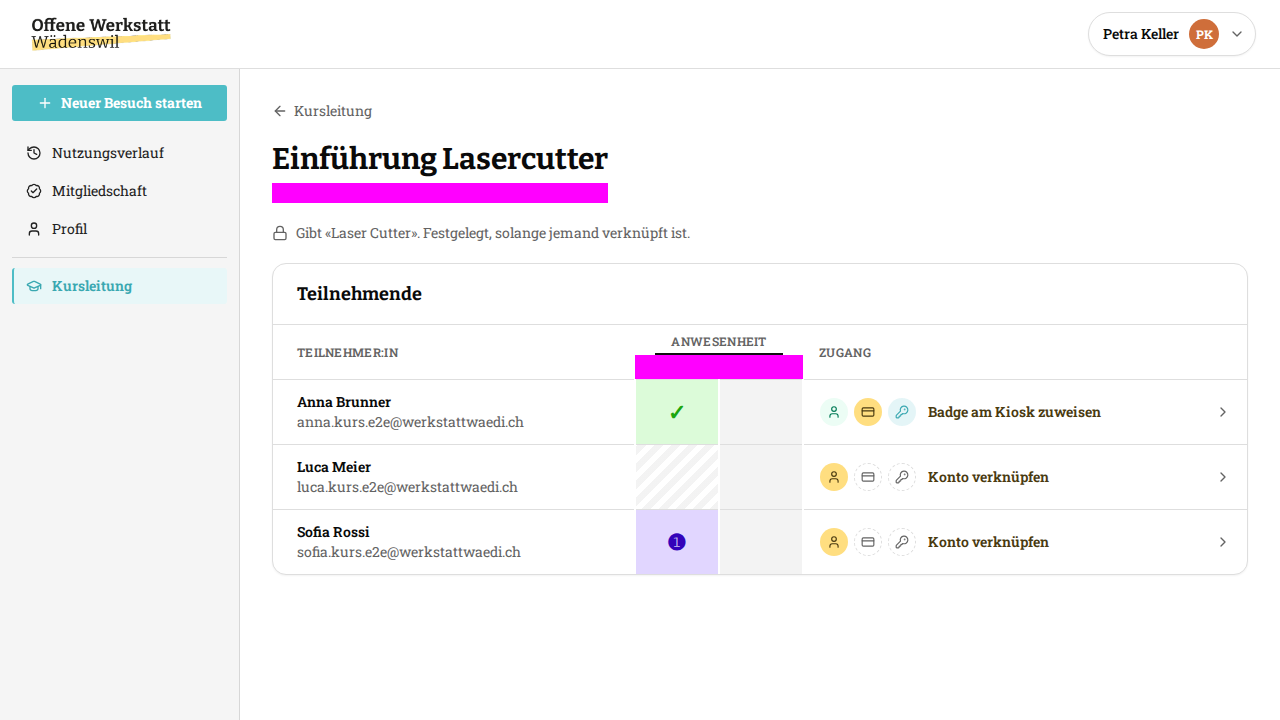 Offene Werkstatt
Wädenswil
Petra Keller
PK
Neuer Besuch starten
Nutzungsverlauf
Mitgliedschaft
Profil
Kursleitung
Kursleitung
Einführung Lasercutter
Gibt «Laser Cutter». Festgelegt, solange jemand verknüpft ist.
Teilnehmende
TEILNEHMER:IN
ANWESENHEIT
ZUGANG
Anna Brunner
anna.kurs.e2e@werkstattwaedi.ch
✓
Badge am Kiosk zuweisen
Luca Meier
luca.kurs.e2e@werkstattwaedi.ch
Konto verknüpfen
Sofia Rossi
sofia.kurs.e2e@werkstattwaedi.ch
1
Konto verknüpfen